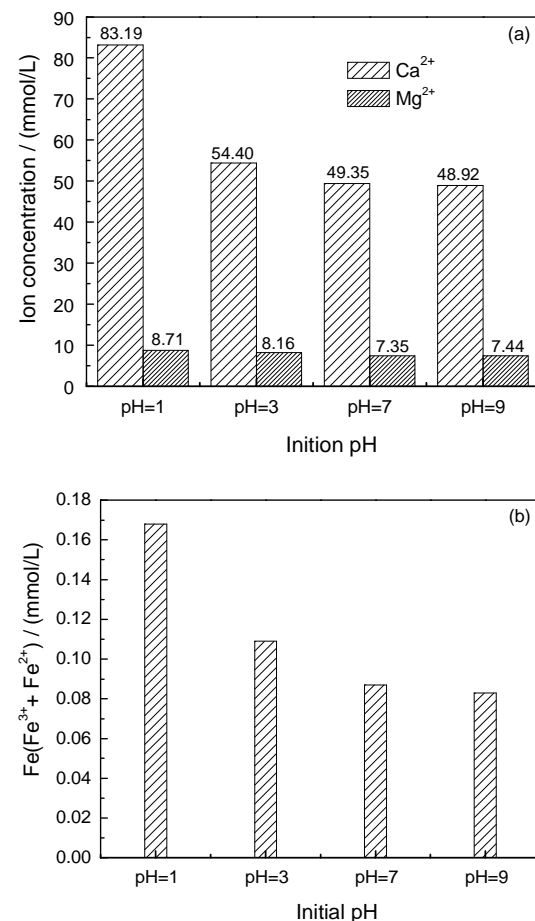 (a)
Ion concentration / (mmol/L)
90
80
70
60
50
40
30
20
10
0
Ca²⁺
Mg²⁺
83.19
54.40
49.35
48.92
8.71
8.16
7.35
7.44
pH=1 pH=3 pH=7 pH=9
Inition pH
(b)
Fe(Fe³⁺+ Fe²⁺) / (mmol/L)
0.18
0.16
0.14
0.12
0.10
0.08
0.06
0.04
0.02
0.00
pH=1 pH=3 pH=7 pH=9
Initial pH